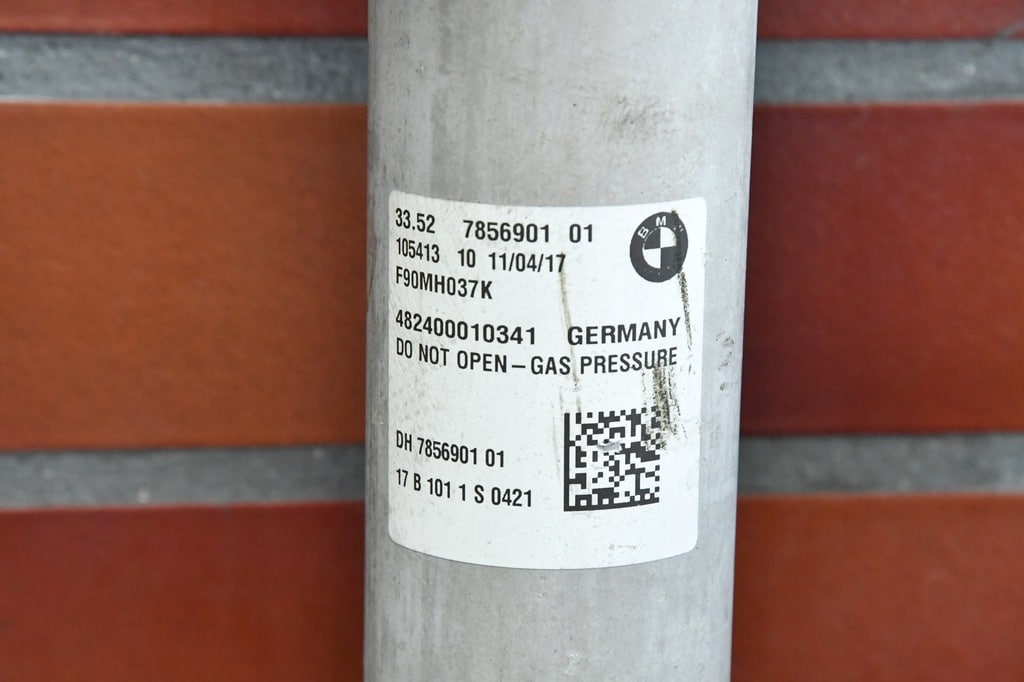 33.52 7856901 01
BMW
105413 10 11/04/17
F90MH037K
482400010341 GERMANY
DO NOT OPEN – GAS PRESSURE
DH 7856901 01
17 B 101 1 S 0421